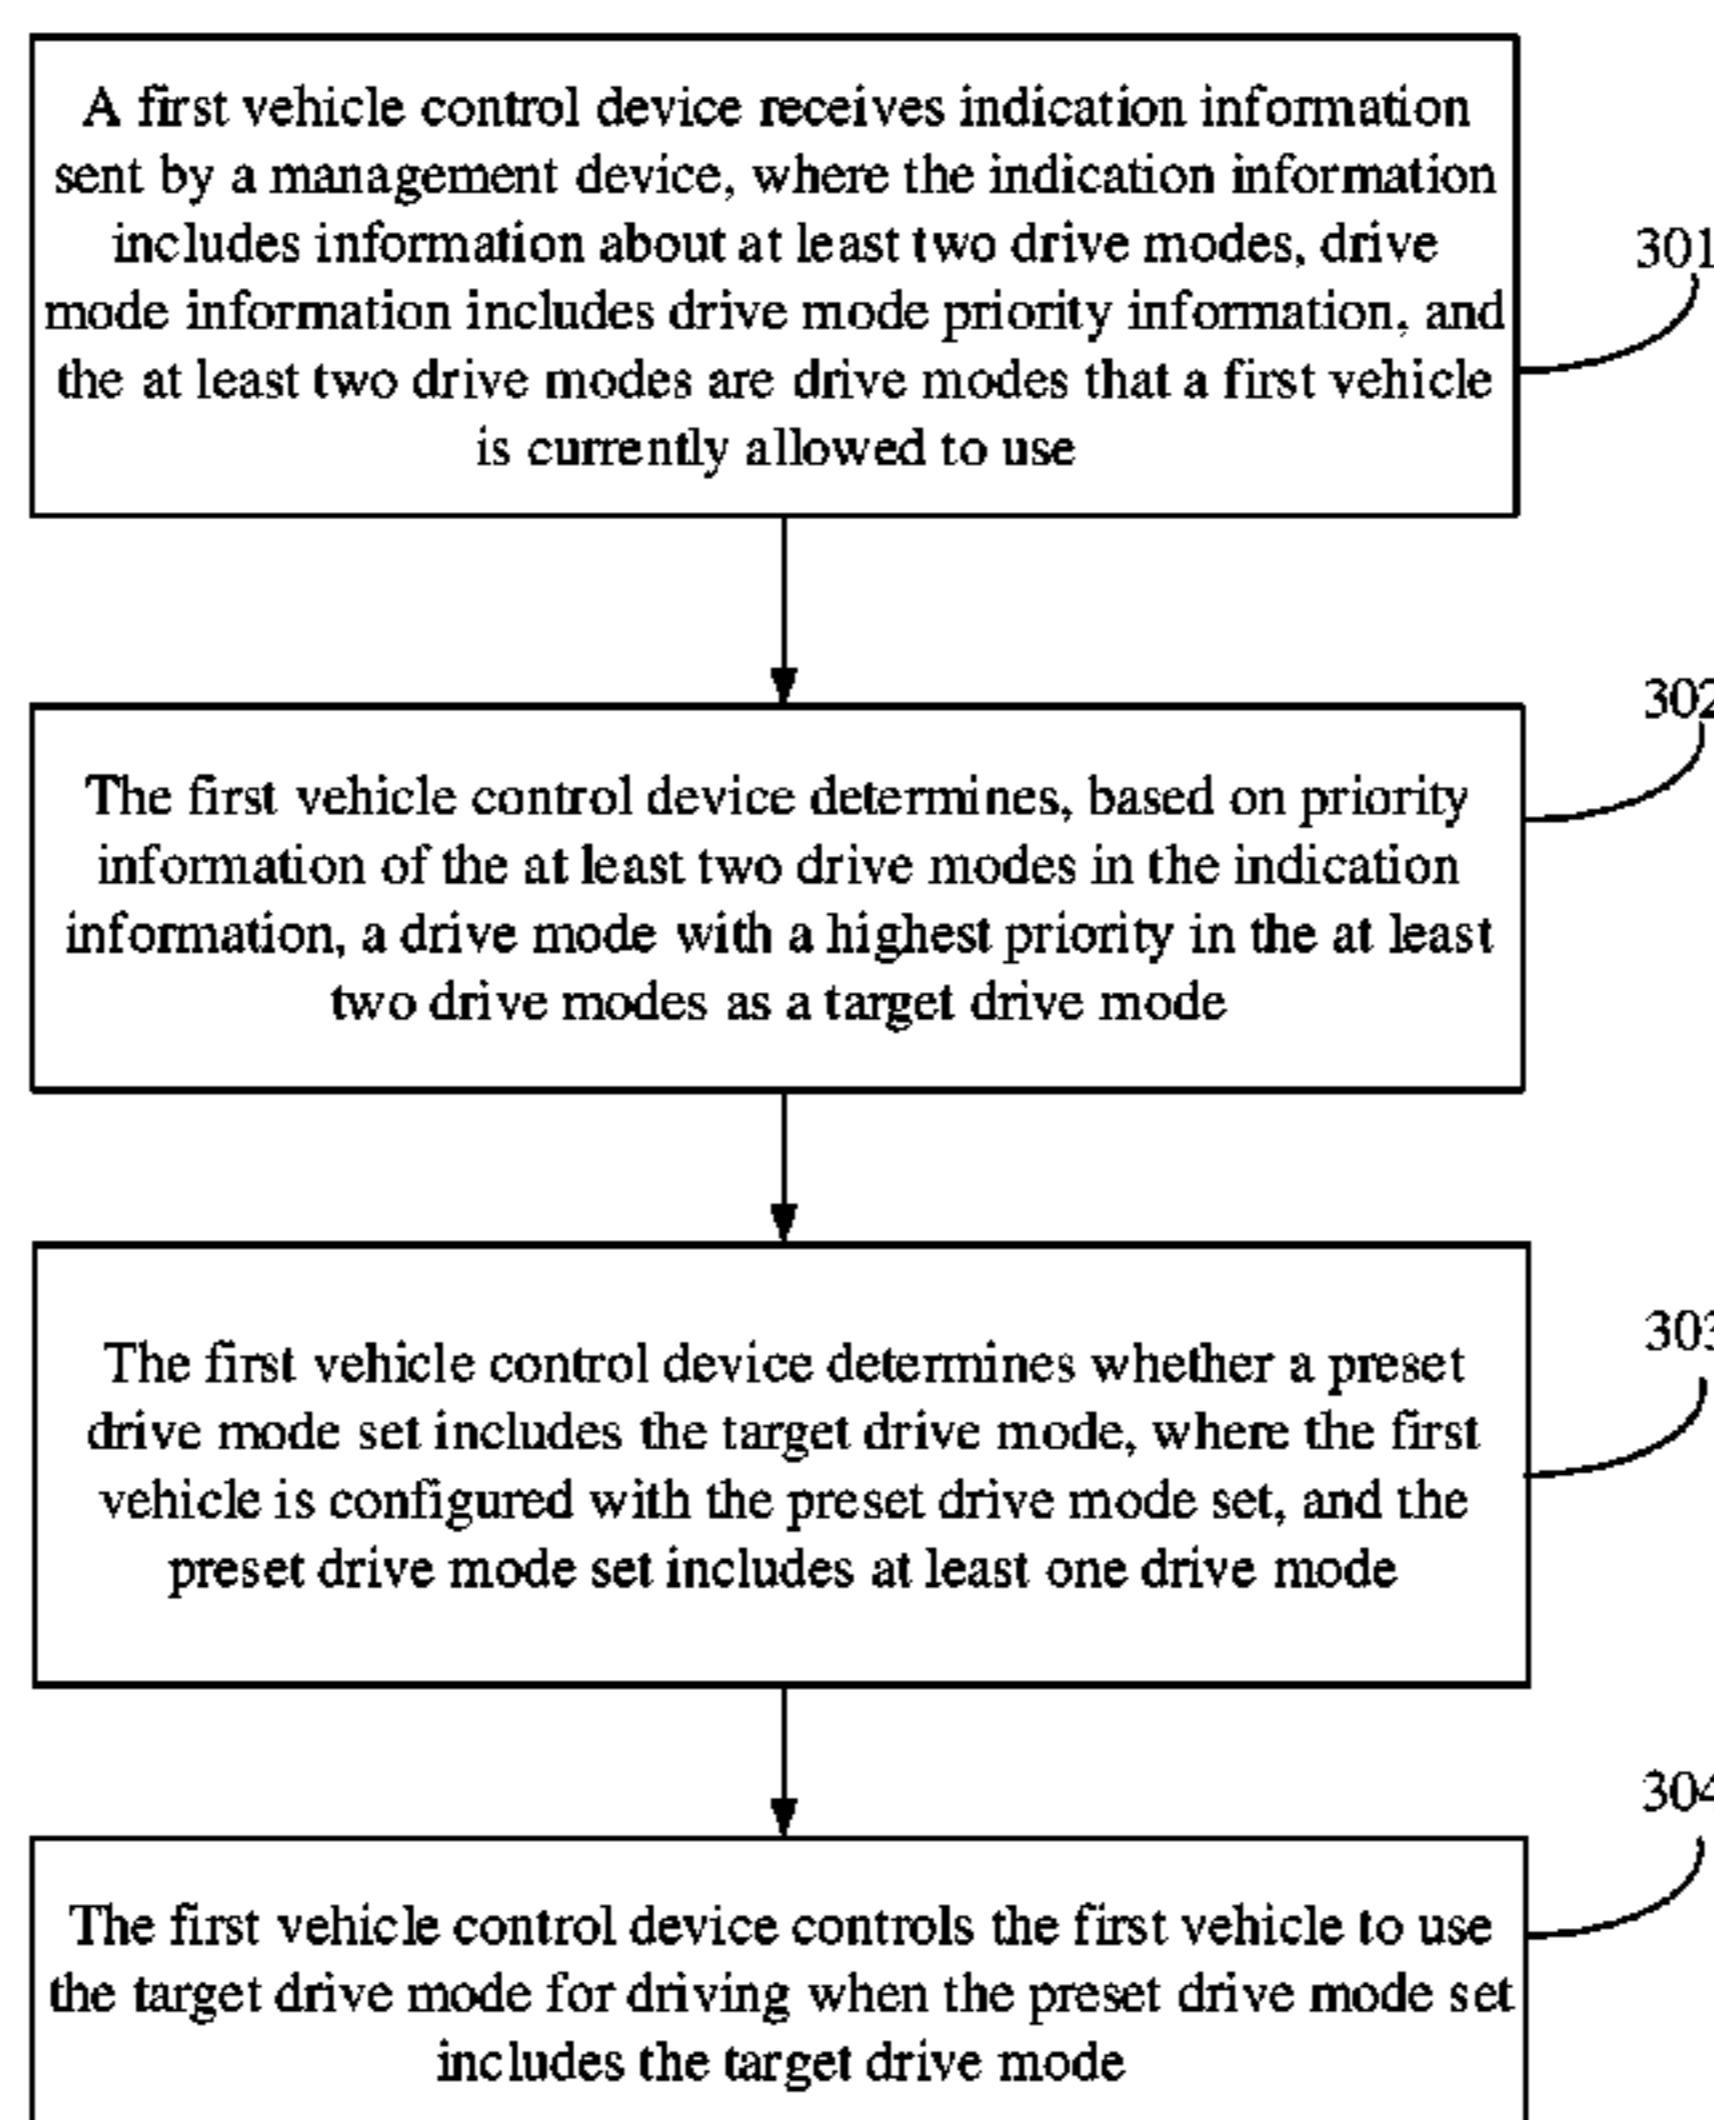 A first vehicle control device receives indication information
sent by a management device, where the indication information
includes information about at least two drive modes, drive
mode information includes drive mode priority information, and
the at least two drive modes are drive modes that a first vehicle
is currently allowed to use
301
302
The first vehicle control device determines, based on priority
information of the at least two drive modes in the indication
information, a drive mode with a highest priority in the at least
two drive modes as a target drive mode
303
The first vehicle control device determines whether a preset
drive mode set includes the target drive mode, where the first
vehicle is configured with the preset drive mode set, and the
preset drive mode set includes at least one drive mode
304
The first vehicle control device controls the first vehicle to use
the target drive mode for driving when the preset drive mode set
includes the target drive mode